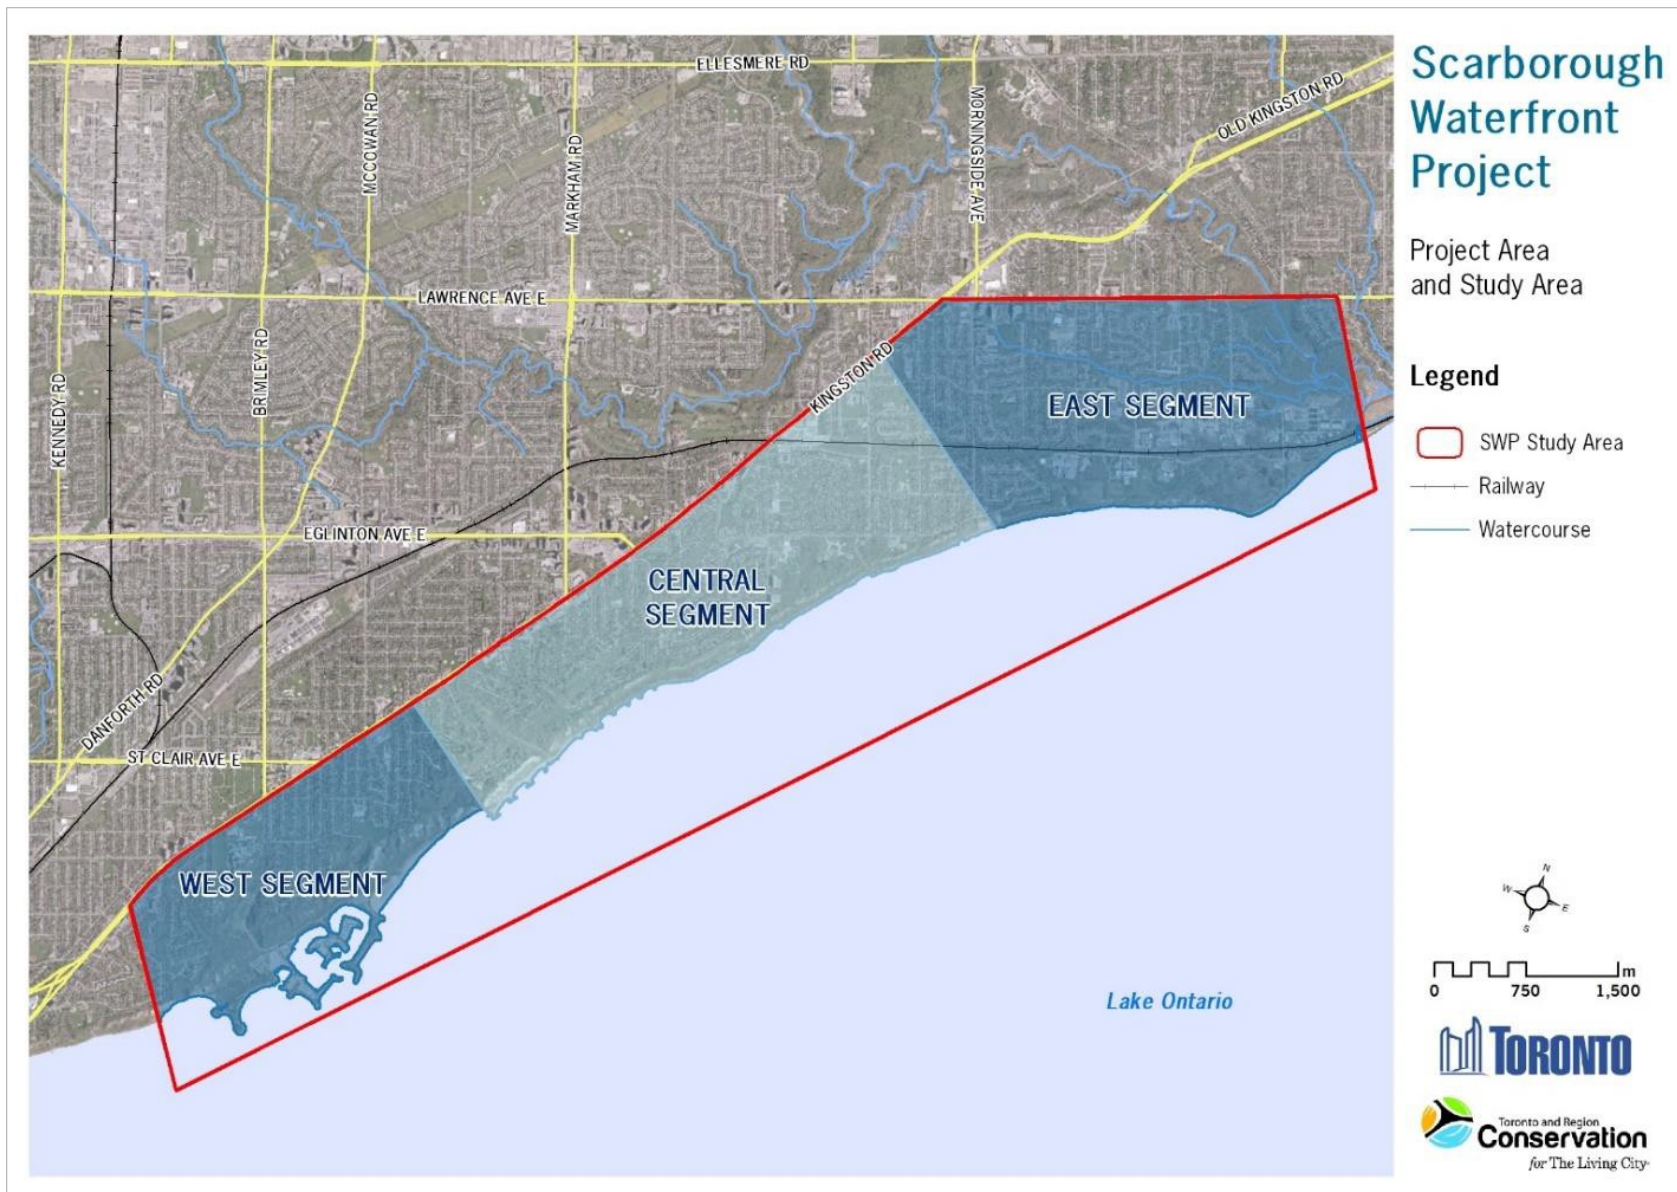 Scarborough
Waterfront
Project
Project Area
and Study Area
Legend
SWP Study Area
Railway
Watercourse
ELLESMERE RD
OLD KINGSTON RD
MCCOWAN RD
MARKHAM RD
MORNINGSIDE AVE
LAWRENCE AVE E
KENNEDY RD
BRIMLEY RD
KINGSTON RD
EAST SEGMENT
EGLINTON AVE E
CENTRAL
SEGMENT
DANFORTH RD
ST CLAIR AVE E
WEST SEGMENT
Lake Ontario
N
W
E
S
m
0 750 1,500
TORONTO
Toronto and Region
Conservation
for The Living City·